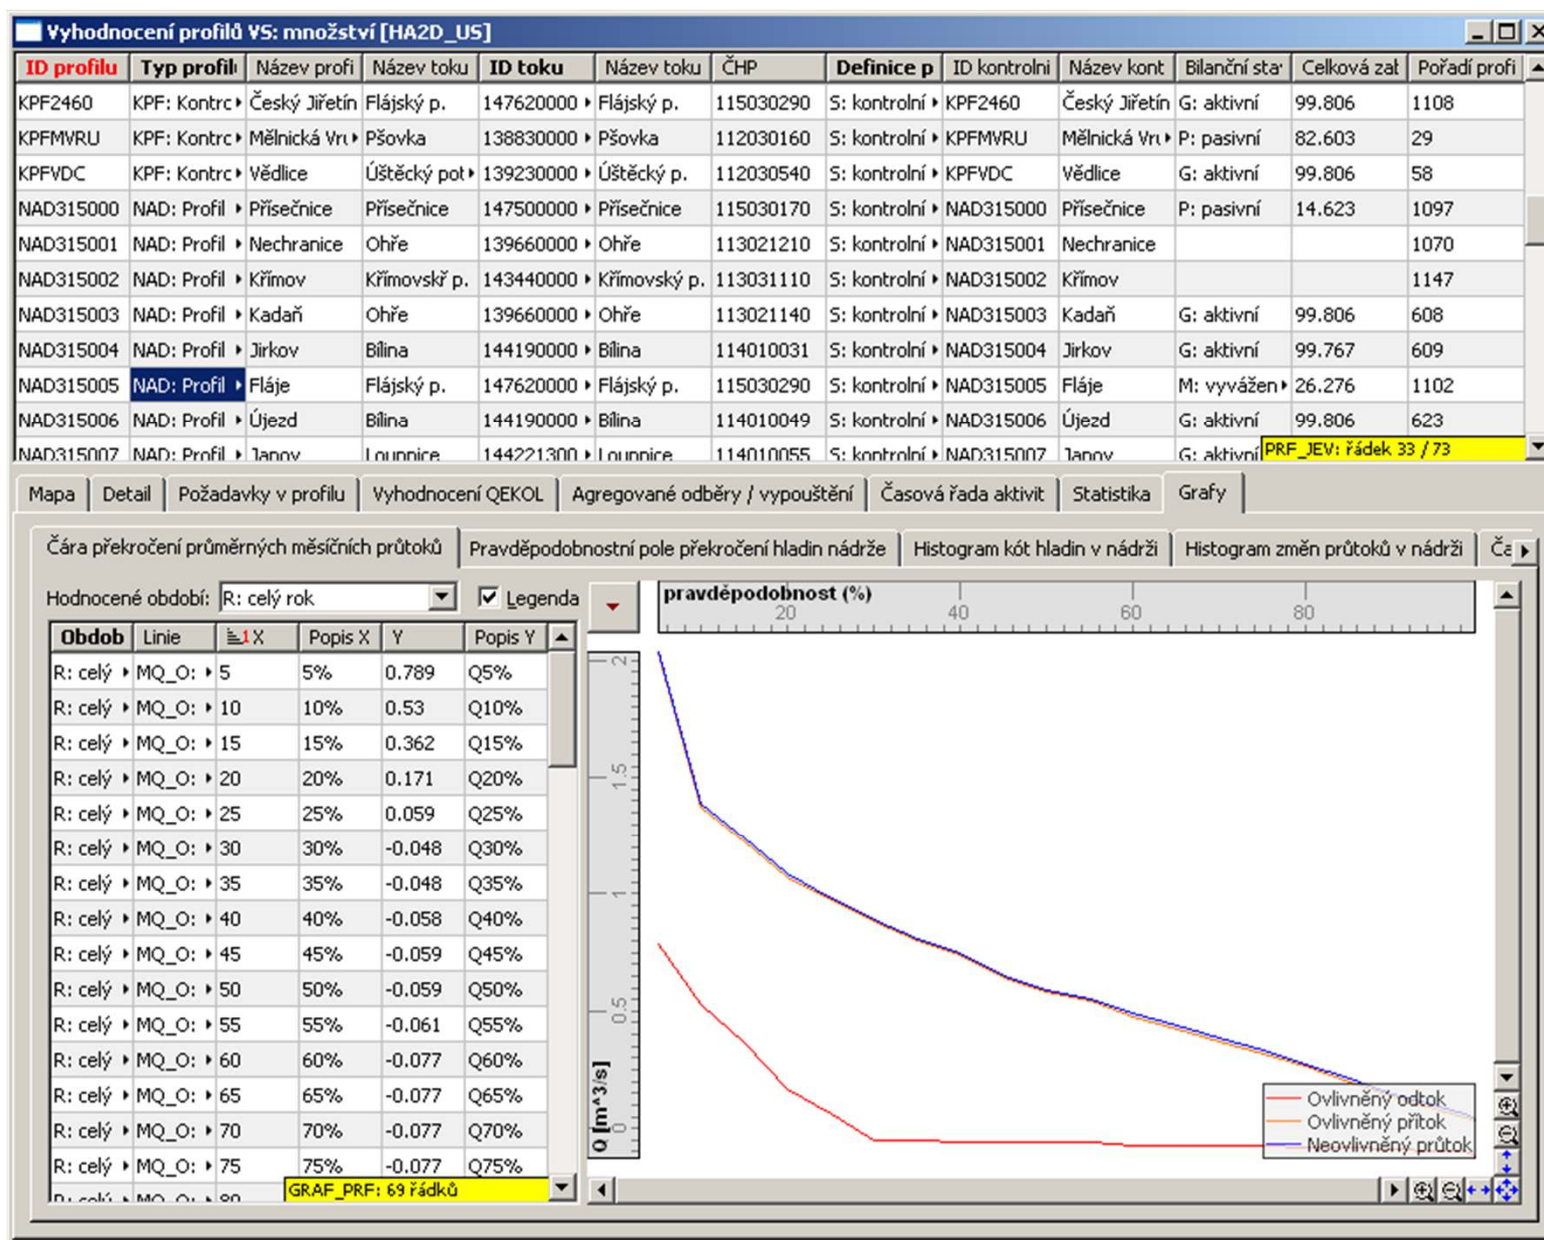 Vyhodnocení profilů VS: množství [HA2D_US]
ID profilu Typ profil Název profi Název toku ID toku Název toku ČHP Definice p ID kontrolni Název kont Bilanční sta Celková zab Pořadí profi
KPF2460 KPF: Kontrc Český Jiřetín Flájský p. 147620000 Flájský p. 115030290 S: kontrolní KPF2460 Český Jiřetín G: aktivní 99.806 1108
KPFMVRU KPF: Kontrc Mělnická Vru Pšovka 138830000 Pšovka 112030160 S: kontrolní KPFMVRU Mělnická Vru P: pasivní 82.603 29
KPFVDC KPF: Kontrc Vědlice Úštěcký pot 139230000 Úštěcký p. 112030540 S: kontrolní KPFVDC Vědlice G: aktivní 99.806 58
NAD315000 NAD: Profil Přísečnice Přísečnice 147500000 Přísečnice 115030170 S: kontrolní NAD315000 Přísečnice P: pasivní 14.623 1097
NAD315001 NAD: Profil Nechranice Ohře 139660000 Ohře 113021210 S: kontrolní NAD315001 Nechranice 1070
NAD315002 NAD: Profil Křímov Křímovskř p. 143440000 Křímovský p. 113031110 S: kontrolní NAD315002 Křímov 1147
NAD315003 NAD: Profil Kadaň Ohře 139660000 Ohře 113021140 S: kontrolní NAD315003 Kadaň G: aktivní 99.806 608
NAD315004 NAD: Profil Jirkov Bílina 144190000 Bílina 114010031 S: kontrolní NAD315004 Jirkov G: aktivní 99.767 609
NAD315005 NAD: Profil Fláje Flájský p. 147620000 Flájský p. 115030290 S: kontrolní NAD315005 Fláje M: vyvážen 26.276 1102
NAD315006 NAD: Profil Újezd Bílina 144190000 Bílina 114010049 S: kontrolní NAD315006 Újezd G: aktivní 99.806 623
NAD315007 NAD: Profil Janov Loupnice 144221300 Loupnice 114010055 S: kontrolní NAD315007 Janov G: aktivní PRF_JEV: řádek 33 / 73
Mapa Detail Požadavky v profilu Vyhodnocení QEKOL Agregované odběry / vypouštění Časová řada aktivit Statistika Grafy
Čára překročení průměrných měsíčních průtoků Pravděpodobnostní pole překročení hladin nádrže Histogram kót hladin v nádrži Histogram změn průtoků v nádrži Ča
Hodnocené období: R: celý rok Legenda
Obdob Linie 1 X Popis X Y Popis Y
R: celý MQ_O: 5 5% 0.789 Q5%
R: celý MQ_O: 10 10% 0.53 Q10%
R: celý MQ_O: 15 15% 0.362 Q15%
R: celý MQ_O: 20 20% 0.171 Q20%
R: celý MQ_O: 25 25% 0.059 Q25%
R: celý MQ_O: 30 30% -0.048 Q30%
R: celý MQ_O: 35 35% -0.048 Q35%
R: celý MQ_O: 40 40% -0.058 Q40%
R: celý MQ_O: 45 45% -0.059 Q45%
R: celý MQ_O: 50 50% -0.059 Q50%
R: celý MQ_O: 55 55% -0.061 Q55%
R: celý MQ_O: 60 60% -0.077 Q60%
R: celý MQ_O: 65 65% -0.077 Q65%
R: celý MQ_O: 70 70% -0.077 Q70%
R: celý MQ_O: 75 75% -0.077 Q75%
GRAF_PRF: 69 řádků
pravděpodobnost (%)
20 40 60 80
2
1.5
1
0.5
0
Q [m^3/s]
Ovlivněný odtok
Ovlivněný přítok
Neovlivněný průtok